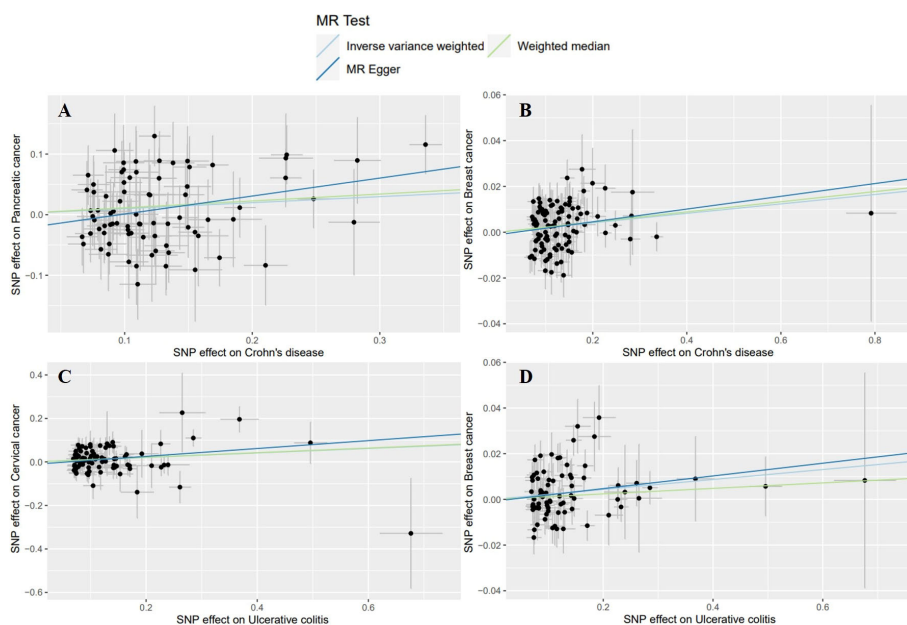 MR Test
Inverse variance weighted
Weighted median
MR Egger
A
SNP effect on Pancreatic cancer
0.1
0.0
−0.1
0.1
0.2
0.3
SNP effect on Crohn's disease
B
SNP effect on Breast cancer
0.06
0.04
0.02
0.00
−0.02
−0.04
0.2
0.4
0.6
0.8
SNP effect on Crohn's disease
C
SNP effect on Cervical cancer
0.4
0.2
0.0
−0.2
−0.4
−0.6
0.2
0.4
0.6
SNP effect on Ulcerative colitis
D
SNP effect on Breast cancer
0.06
0.04
0.02
0.00
−0.02
−0.04
0.2
0.4
0.6
SNP effect on Ulcerative colitis